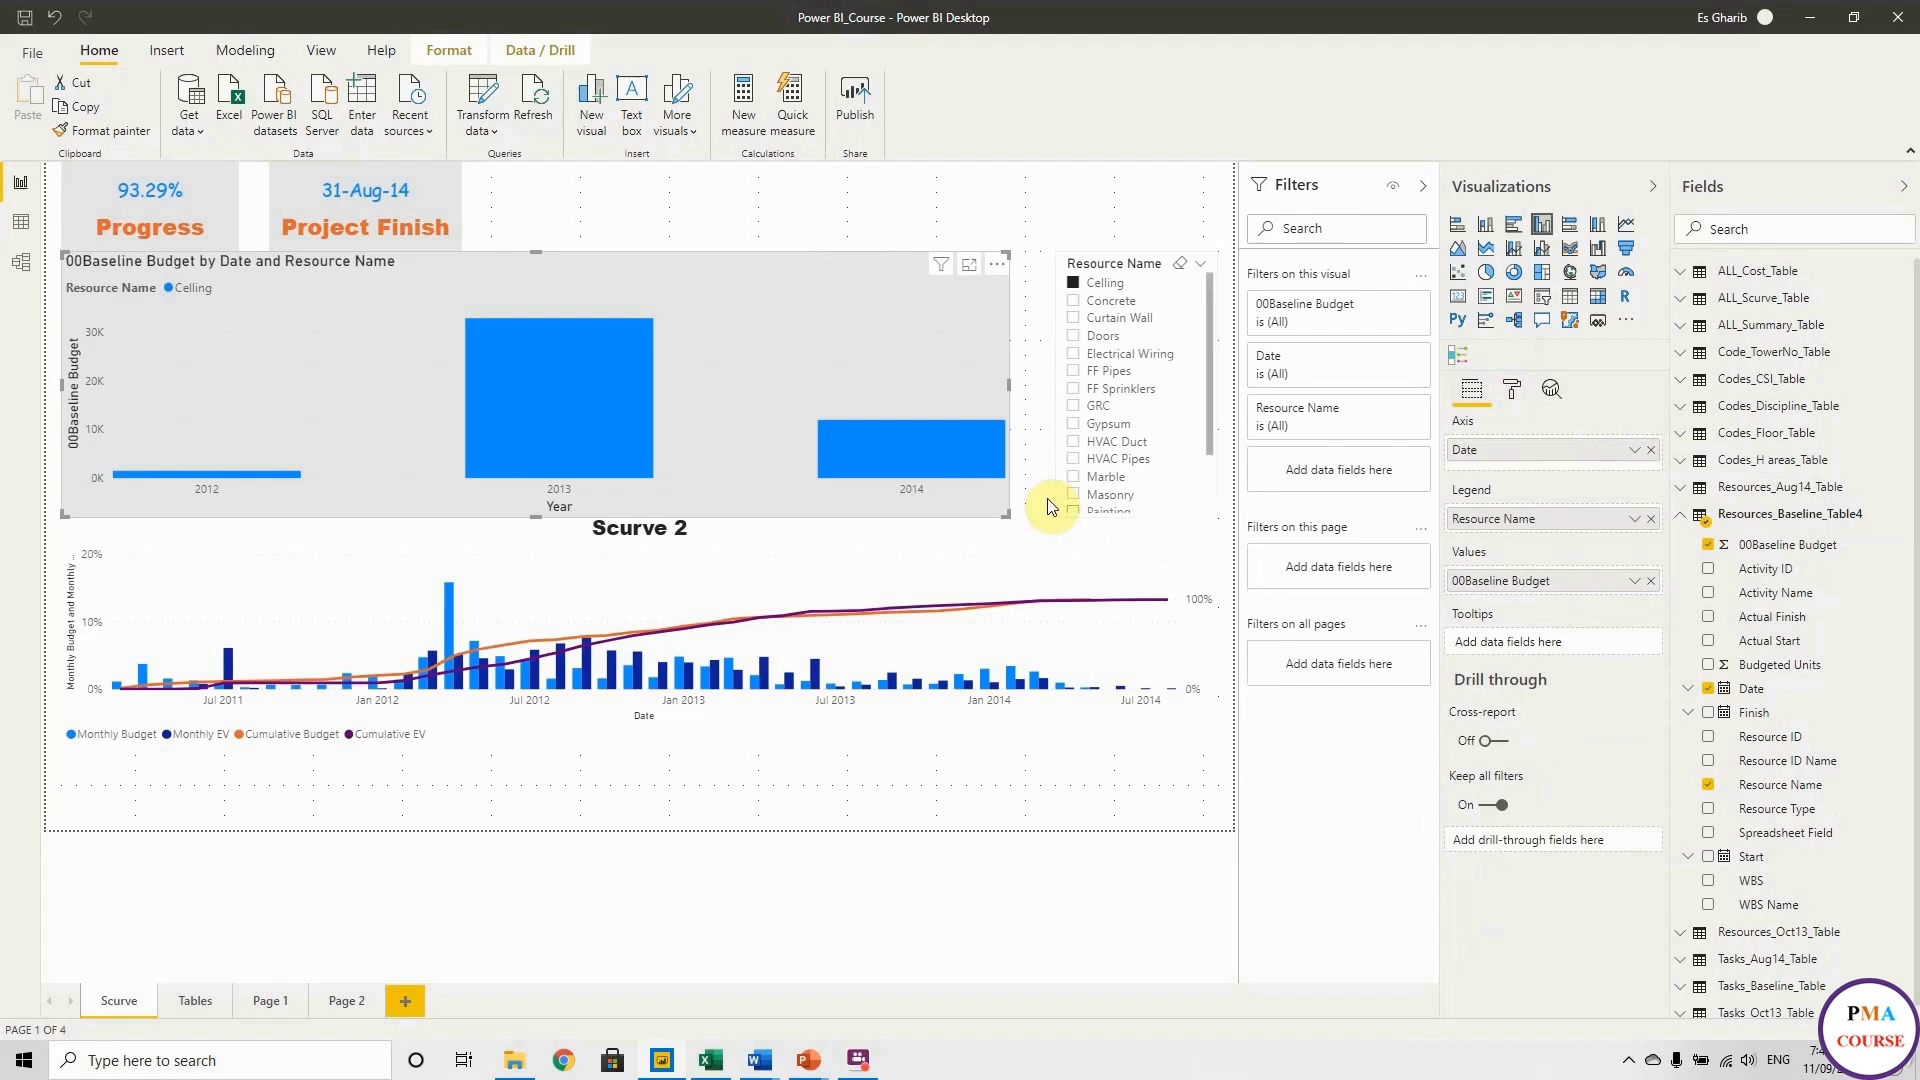 Power BI_Course - Power BI Desktop
Es Gharib
File Home Insert Modeling View Help Format Data / Drill
Paste
Cut
Copy
Format painter
Clipboard
Get data
Excel
Power BI datasets
SQL Server
Enter data
Recent sources
Data
Transform data
Refresh
Queries
New visual
Text box
More visuals
Insert
New measure
Quick measure
Calculations
Publish
Share
93.29%
Progress
31-Aug-14
Project Finish
00Baseline Budget by Date and Resource Name
Resource Name Celling
00Baseline Budget
30K
20K
10K
0K
2012 2013 2014
Year
Resource Name
Celling
Concrete
Curtain Wall
Doors
Electrical Wiring
FF Pipes
FF Sprinklers
GRC
Gypsum
HVAC Duct
HVAC Pipes
Marble
Masonry
Painting
Scurve 2
Monthly Budget and Monthly ...
20%
10%
0%
100%
0%
Jul 2011 Jan 2012 Jul 2012 Jan 2013 Jul 2013 Jan 2014 Jul 2014
Date
Monthly Budget Monthly EV Cumulative Budget Cumulative EV
Filters
Search
Filters on this visual ...
00Baseline Budget
is (All)
Date
is (All)
Resource Name
is (All)
Add data fields here
Filters on this page ...
Add data fields here
Filters on all pages ...
Add data fields here
Visualizations
R
Py
...
Axis
Date
Legend
Resource Name
Values
00Baseline Budget
Tooltips
Add data fields here
Drill through
Cross-report
Off
Keep all filters
On
Add drill-through fields here
Fields
Search
ALL_Cost_Table
ALL_Scurve_Table
ALL_Summary_Table
Code_TowerNo_Table
Codes_CSI_Table
Codes_Discipline_Table
Codes_Floor_Table
Codes_H areas_Table
Resources_Aug14_Table
Resources_Baseline_Table4
00Baseline Budget
Activity ID
Activity Name
Actual Finish
Actual Start
Budgeted Units
Date
Finish
Resource ID
Resource ID Name
Resource Name
Resource Type
Spreadsheet Field
Start
WBS
WBS Name
Resources_Oct13_Table
Tasks_Aug14_Table
Tasks_Baseline_Table
Tasks_Oct13_Table
Scurve Tables Page 1 Page 2 +
PAGE 1 OF 4
Type here to search
ENG
PMA
COURSE